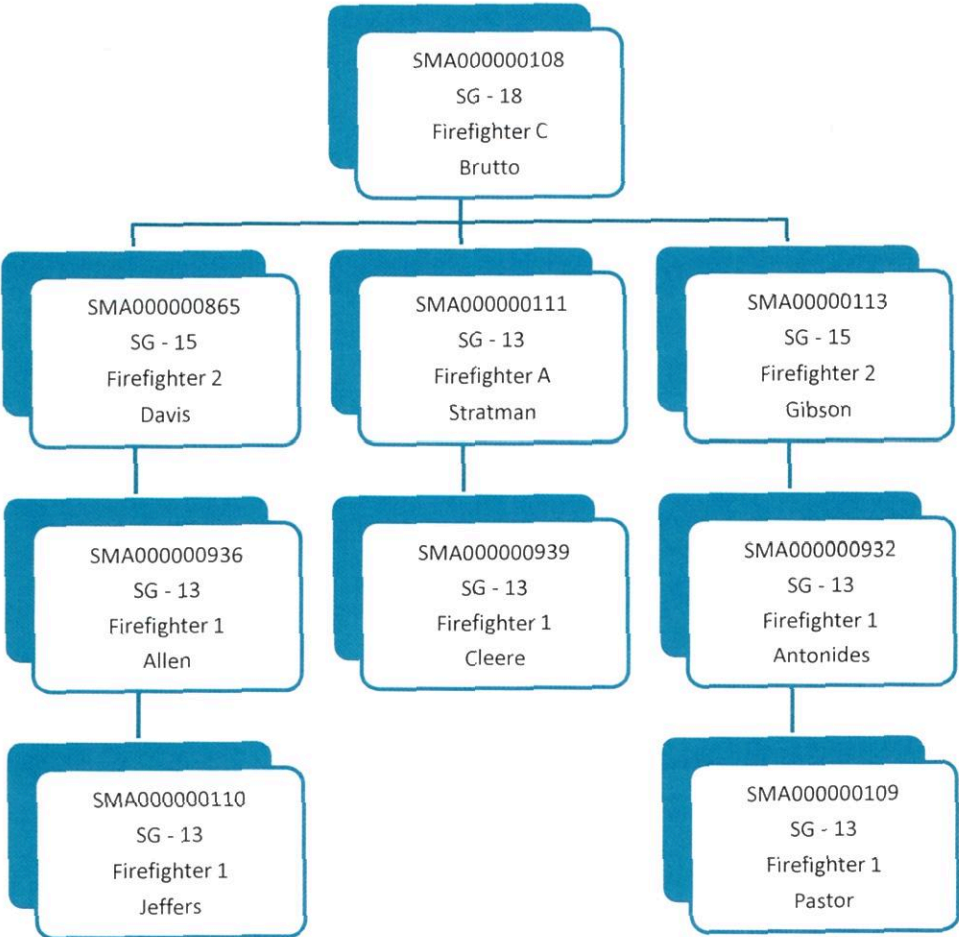 SMA000000108
SG - 18
Firefighter C
Brutto
SMA000000865
SG - 15
Firefighter 2
Davis
SMA000000111
SG - 13
Firefighter A
Stratman
SMA00000113
SG - 15
Firefighter 2
Gibson
SMA000000936
SG - 13
Firefighter 1
Allen
SMA000000939
SG - 13
Firefighter 1
Cleere
SMA000000932
SG - 13
Firefighter 1
Antonides
SMA000000110
SG - 13
Firefighter 1
Jeffers
SMA000000109
SG - 13
Firefighter 1
Pastor